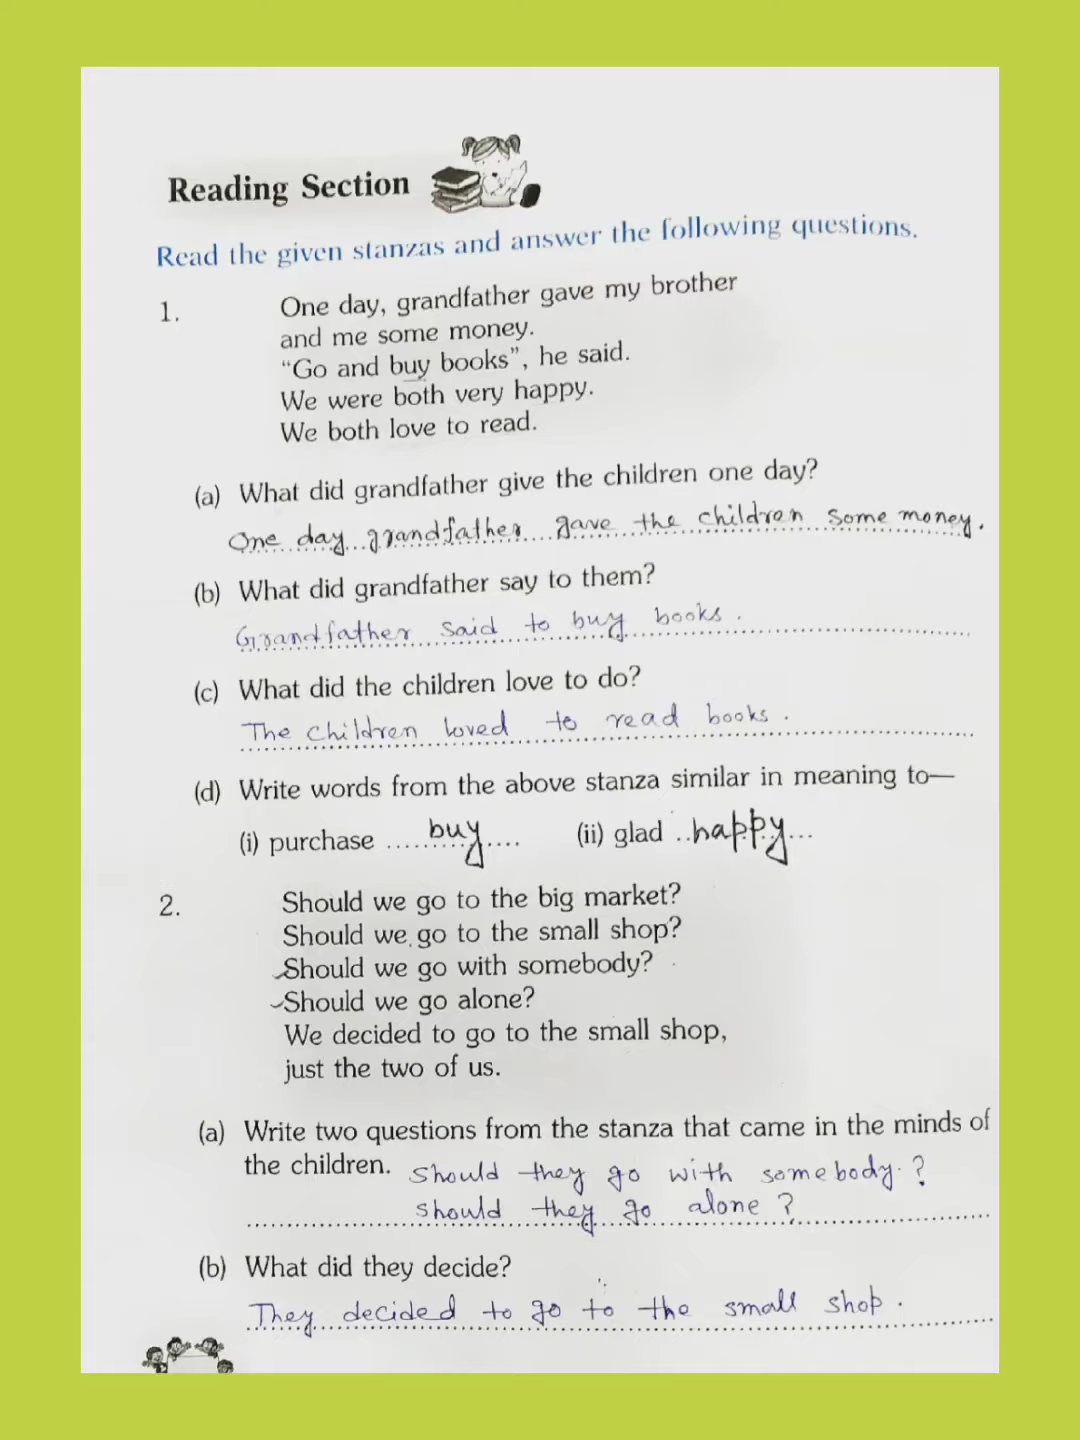 Reading Section
Read the given stanzas and answer the following questions.
1. One day, grandfather gave my brother
and me some money.
“Go and buy books”, he said.
We were both very happy.
We both love to read.
(a) What did grandfather give the children one day?
One day grandfather gave the children some money.
(b) What did grandfather say to them?
Grandfather said to buy books.
(c) What did the children love to do?
The children loved to read books.
(d) Write words from the above stanza similar in meaning to—
(i) purchase buy (ii) glad happy
2. Should we go to the big market?
Should we go to the small shop?
Should we go with somebody?
Should we go alone?
We decided to go to the small shop,
just the two of us.
(a) Write two questions from the stanza that came in the minds of
the children. Should they go with somebody?
should they go alone?
(b) What did they decide?
They decided to go to the small shop.